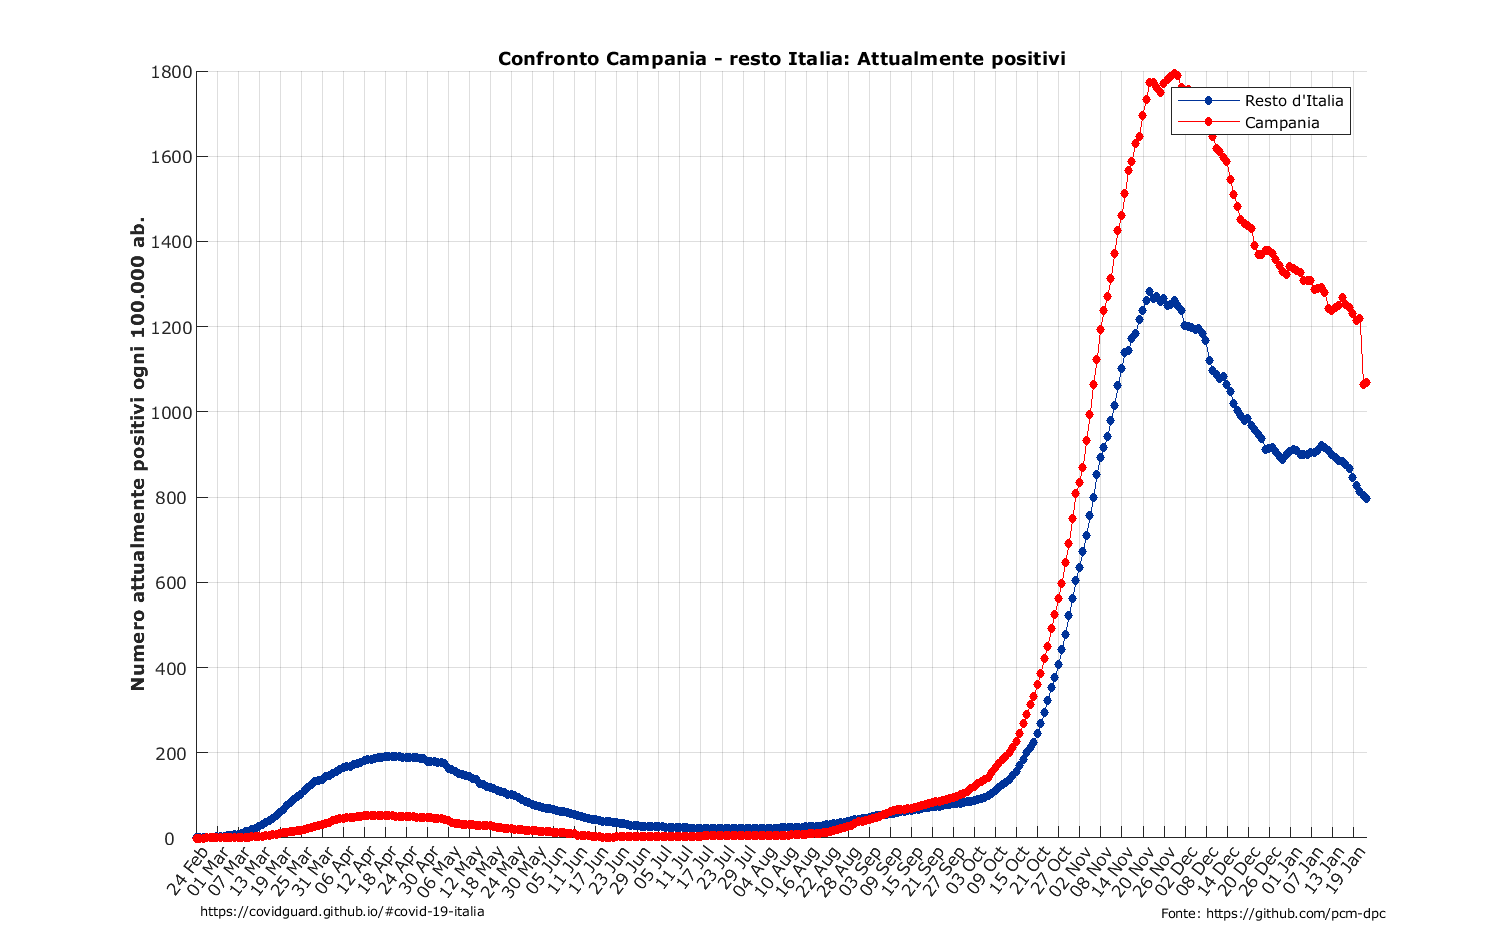 Confronto Campania - resto Italia: Attualmente positivi
Numero attualmente positivi ogni 100.000 ab.
1800
1600
1400
1200
1000
800
600
400
200
0
Resto d'Italia
Campania
24 Feb
01 Mar
07 Mar
13 Mar
19 Mar
25 Mar
31 Mar
06 Apr
12 Apr
18 Apr
24 Apr
30 Apr
06 May
12 May
18 May
24 May
30 May
05 Jun
11 Jun
17 Jun
23 Jun
29 Jun
05 Jul
11 Jul
17 Jul
23 Jul
29 Jul
04 Aug
10 Aug
16 Aug
22 Aug
28 Aug
03 Sep
09 Sep
15 Sep
21 Sep
27 Sep
03 Oct
09 Oct
15 Oct
21 Oct
27 Oct
02 Nov
08 Nov
14 Nov
20 Nov
26 Nov
02 Dec
08 Dec
14 Dec
20 Dec
26 Dec
01 Jan
07 Jan
13 Jan
19 Jan
https://covidguard.github.io/#covid-19-italia
Fonte: https://github.com/pcm-dpc